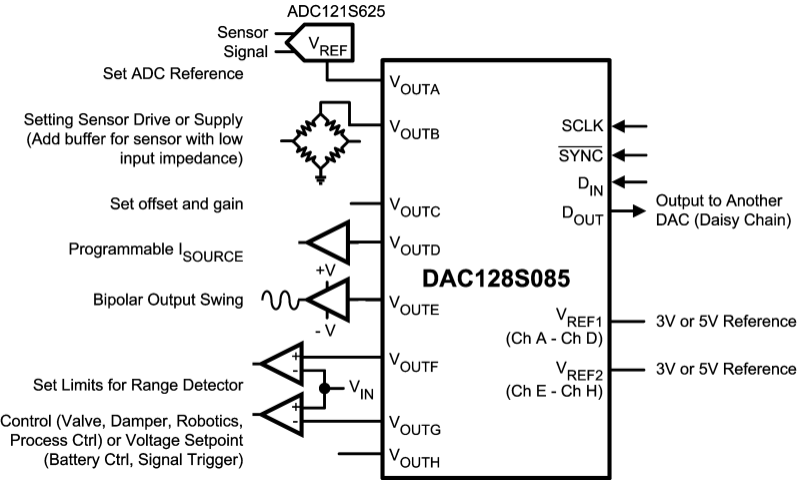 ADC121S625
Sensor
Signal
VREF
Set ADC Reference
VOUTA
Setting Sensor Drive or Supply
(Add buffer for sensor with low
input impedance)
VOUTB
Set offset and gain
VOUTC
Programmable ISOURCE
VOUTD
+V
Bipolar Output Swing
VOUTE
- V
+
-
VOUTF
Set Limits for Range Detector
VIN
+
-
Control (Valve, Damper, Robotics,
Process Ctrl) or Voltage Setpoint
(Battery Ctrl, Signal Trigger)
VOUTG
VOUTH
DAC128S085
SCLK
SYNC
DIN
DOUT
Output to Another
DAC (Daisy Chain)
VREF1
(Ch A - Ch D)
3V or 5V Reference
VREF2
(Ch E - Ch H)
3V or 5V Reference